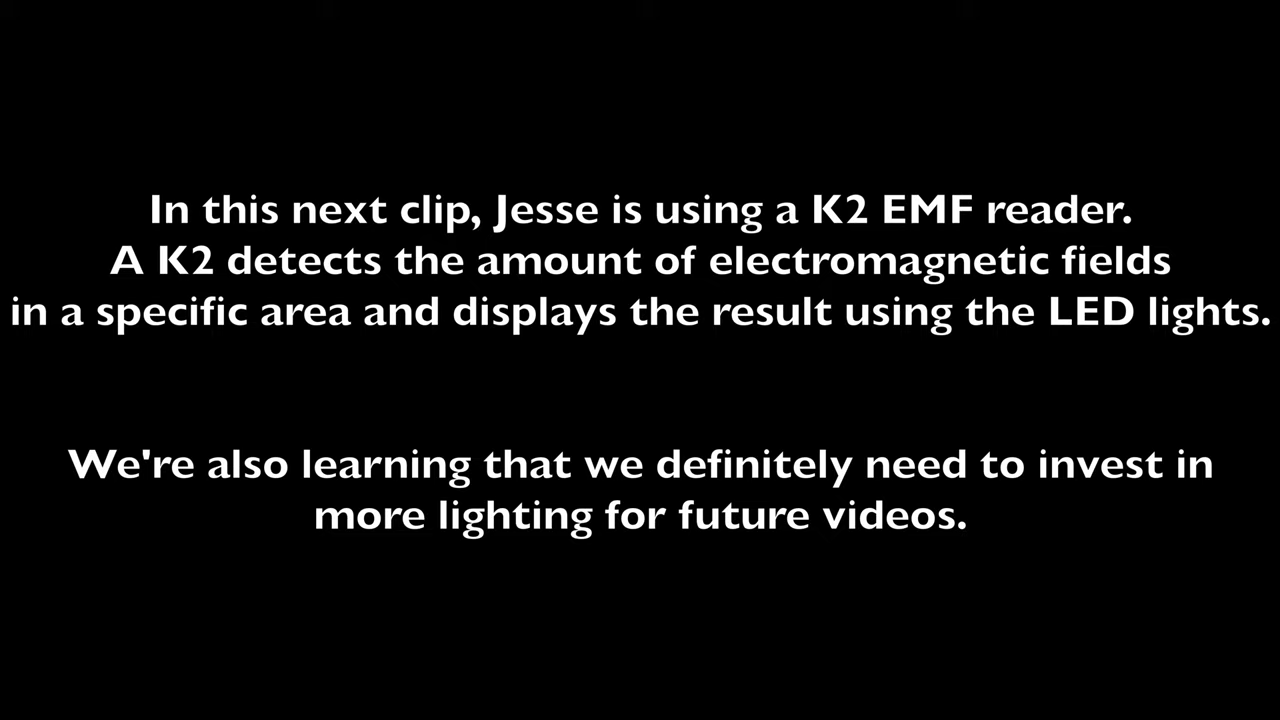 In this next clip, Jesse is using a K2 EMF reader.
A K2 detects the amount of electromagnetic fields
in a specific area and displays the result using the LED lights.
We're also learning that we definitely need to invest in
more lighting for future videos.